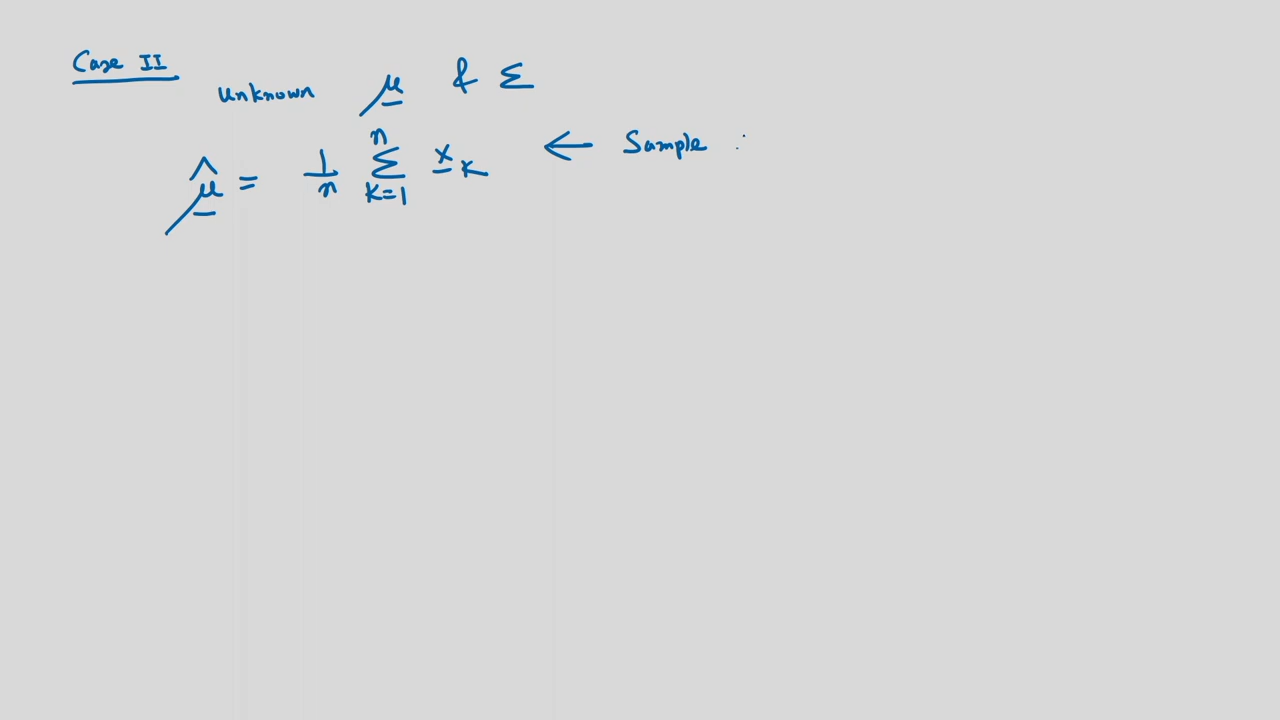 Case II
unknown μ & Σ
μ̂ = 1/n Σ_{k=1}^{n} x_k ← Sample